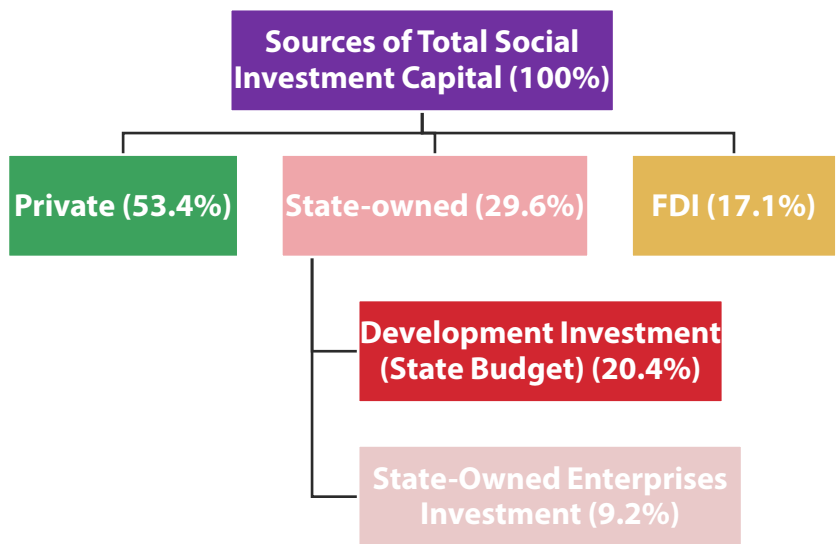 Sources of Total Social
Investment Capital (100%)
Private (53.4%)
State-owned (29.6%)
FDI (17.1%)
Development Investment
(State Budget) (20.4%)
State-Owned Enterprises
Investment (9.2%)